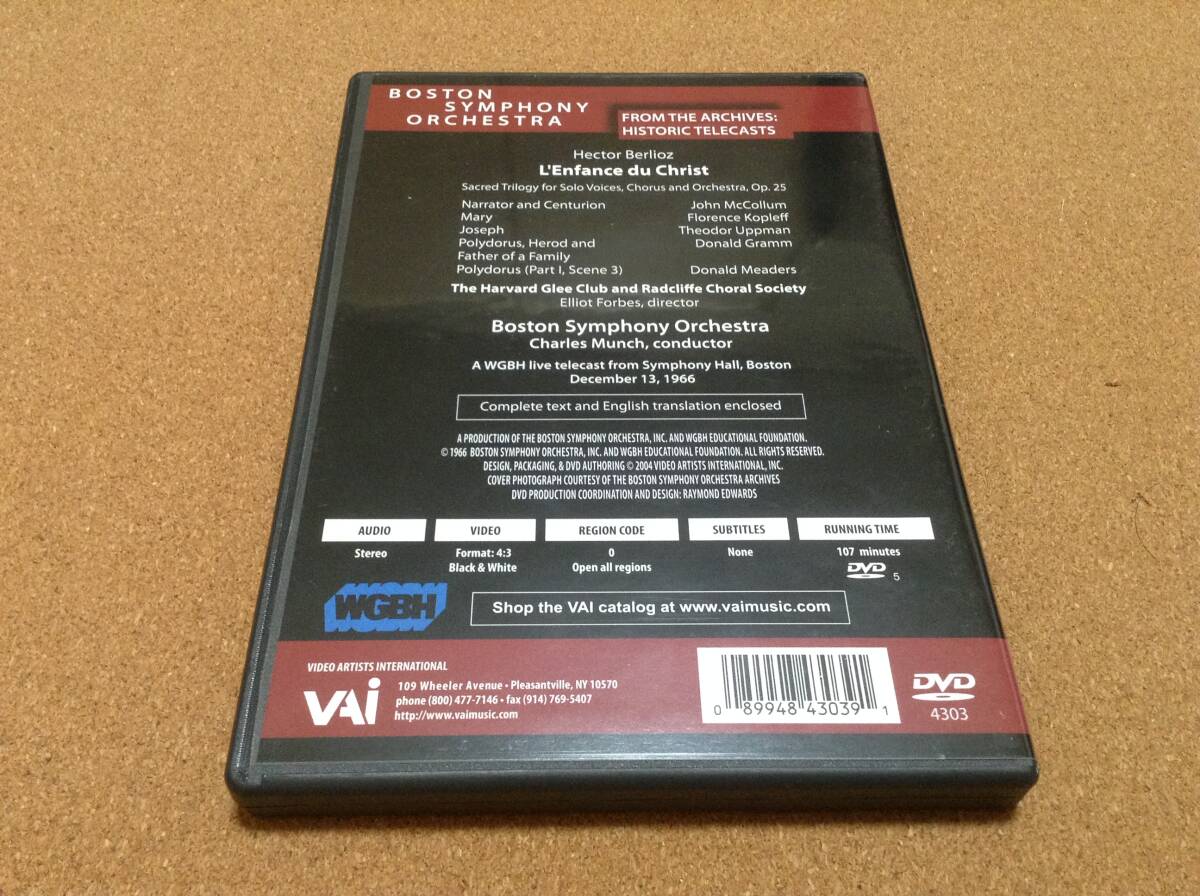 BOSTON
SYMPHONY
ORCHESTRA
FROM THE ARCHIVES:
HISTORIC TELECASTS
Hector Berlioz
L'Enfance du Christ
Sacred Trilogy for Solo Voices, Chorus and Orchestra, Op. 25
Narrator and Centurion John McCollum
Mary Florence Kopleff
Joseph Theodor Uppman
Polydorus, Herod and Donald Gramm
Father of a Family
Polydorus (Part I, Scene 3) Donald Meaders
The Harvard Glee Club and Radcliffe Choral Society
Elliot Forbes, director
Boston Symphony Orchestra
Charles Munch, conductor
A WGBH live telecast from Symphony Hall, Boston
December 13, 1966
Complete text and English translation enclosed
A PRODUCTION OF THE BOSTON SYMPHONY ORCHESTRA, INC. AND WGBH EDUCATIONAL FOUNDATION.
© 1966 BOSTON SYMPHONY ORCHESTRA, INC. AND WGBH EDUCATIONAL FOUNDATION. ALL RIGHTS RESERVED.
DESIGN, PACKAGING, & DVD AUTHORING © 2004 VIDEO ARTISTS INTERNATIONAL, INC.
COVER PHOTOGRAPH COURTESY OF THE BOSTON SYMPHONY ORCHESTRA ARCHIVES
DVD PRODUCTION COORDINATION AND DESIGN: RAYMOND EDWARDS
AUDIO VIDEO REGION CODE SUBTITLES RUNNING TIME
Stereo Format: 4:3 0 None 107 minutes
Black & White Open all regions DVD 5
WGBH
Shop the VAI catalog at www.vaimusic.com
VIDEO ARTISTS INTERNATIONAL
VAI
109 Wheeler Avenue • Pleasantville, NY 10570
phone (800) 477-7146 • fax (914) 769-5407
http://www.vaimusic.com
0 89948 43039 1
DVD
4303